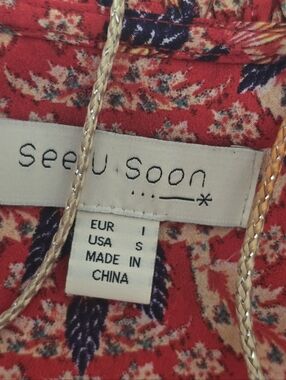 See U Soon
...—*
EUR I
USA S
MADE IN
CHINA